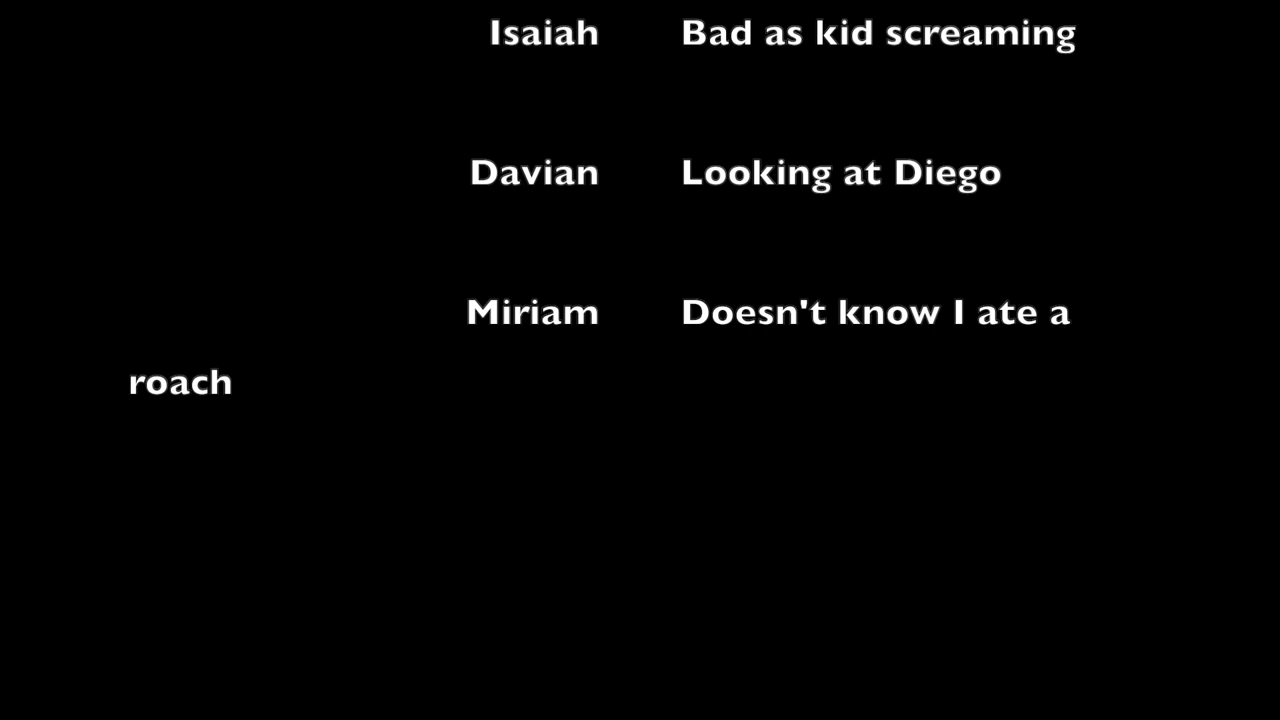 Isaiah Bad as kid screaming
Davian Looking at Diego
Miriam Doesn't know I ate a
roach